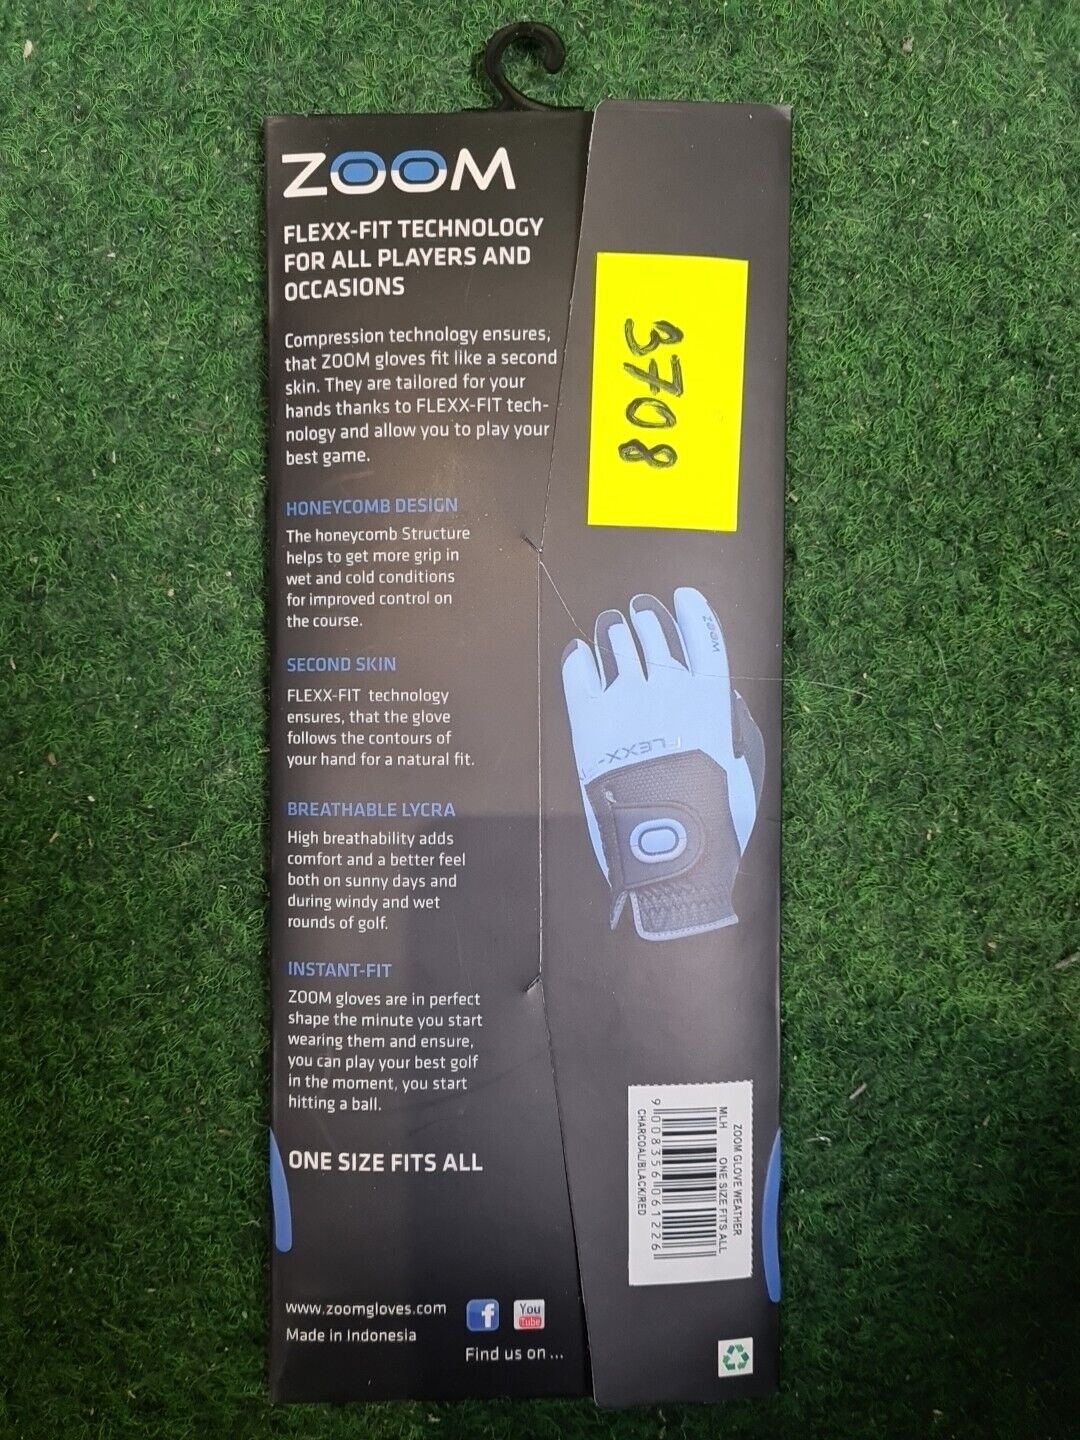 ZOOM
FLEXX-FIT TECHNOLOGY
FOR ALL PLAYERS AND
OCCASIONS
Compression technology ensures,
that ZOOM gloves fit like a second
skin. They are tailored for your
hands thanks to FLEXX-FIT tech-
nology and allow you to play your
best game.
HONEYCOMB DESIGN
The honeycomb Structure
helps to get more grip in
wet and cold conditions
for improved control on
the course.
SECOND SKIN
FLEXX-FIT technology
ensures, that the glove
follows the contours of
your hand for a natural fit.
BREATHABLE LYCRA
High breathability adds
comfort and a better feel
both on sunny days and
during windy and wet
rounds of golf.
INSTANT-FIT
ZOOM gloves are in perfect
shape the minute you start
wearing them and ensure,
you can play your best golf
in the moment, you start
hitting a ball.
ONE SIZE FITS ALL
www.zoomgloves.com
Made in Indonesia
f
You
Tube
Find us on ...
3708
zoom
FLEXX-FIT
ZOOM GLOVE WEATHER
MLH ONE SIZE FITS ALL
9008356061226
CHARCOAL/BLACK/RED